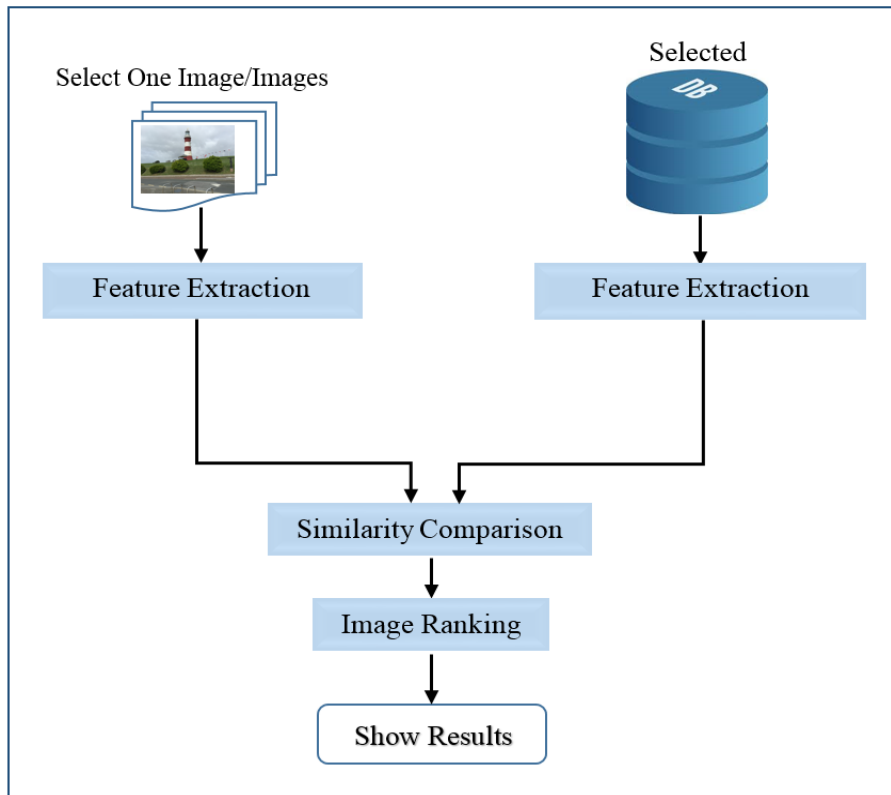 Select One Image/Images
Selected
DB
Feature Extraction
Feature Extraction
Similarity Comparison
Image Ranking
Show Results